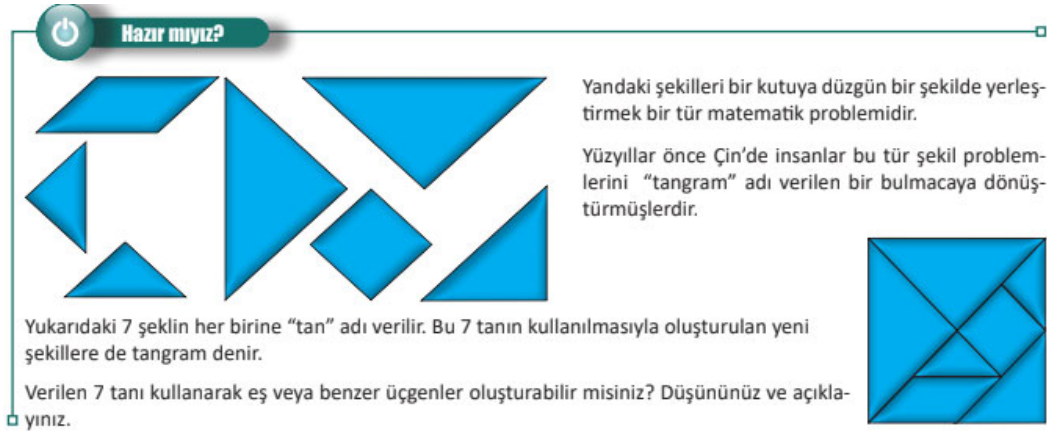 Hazır mıyız?
Yandaki şekilleri bir kutuya düzgün bir şekilde yerleş-
tirmek bir tür matematik problemidir.
Yüzyıllar önce Çin’de insanlar bu tür şekil problem-
lerini “tangram” adı verilen bir bulmacaya dönüş-
türmüşlerdir.
Yukarıdaki 7 şeklin her birine “tan” adı verilir. Bu 7 tanın kullanılmasıyla oluşturulan yeni
şekillere de tangram denir.
Verilen 7 tanı kullanarak eş veya benzer üçgenler oluşturabilir misiniz? Düşününüz ve açıkla-
yınız.